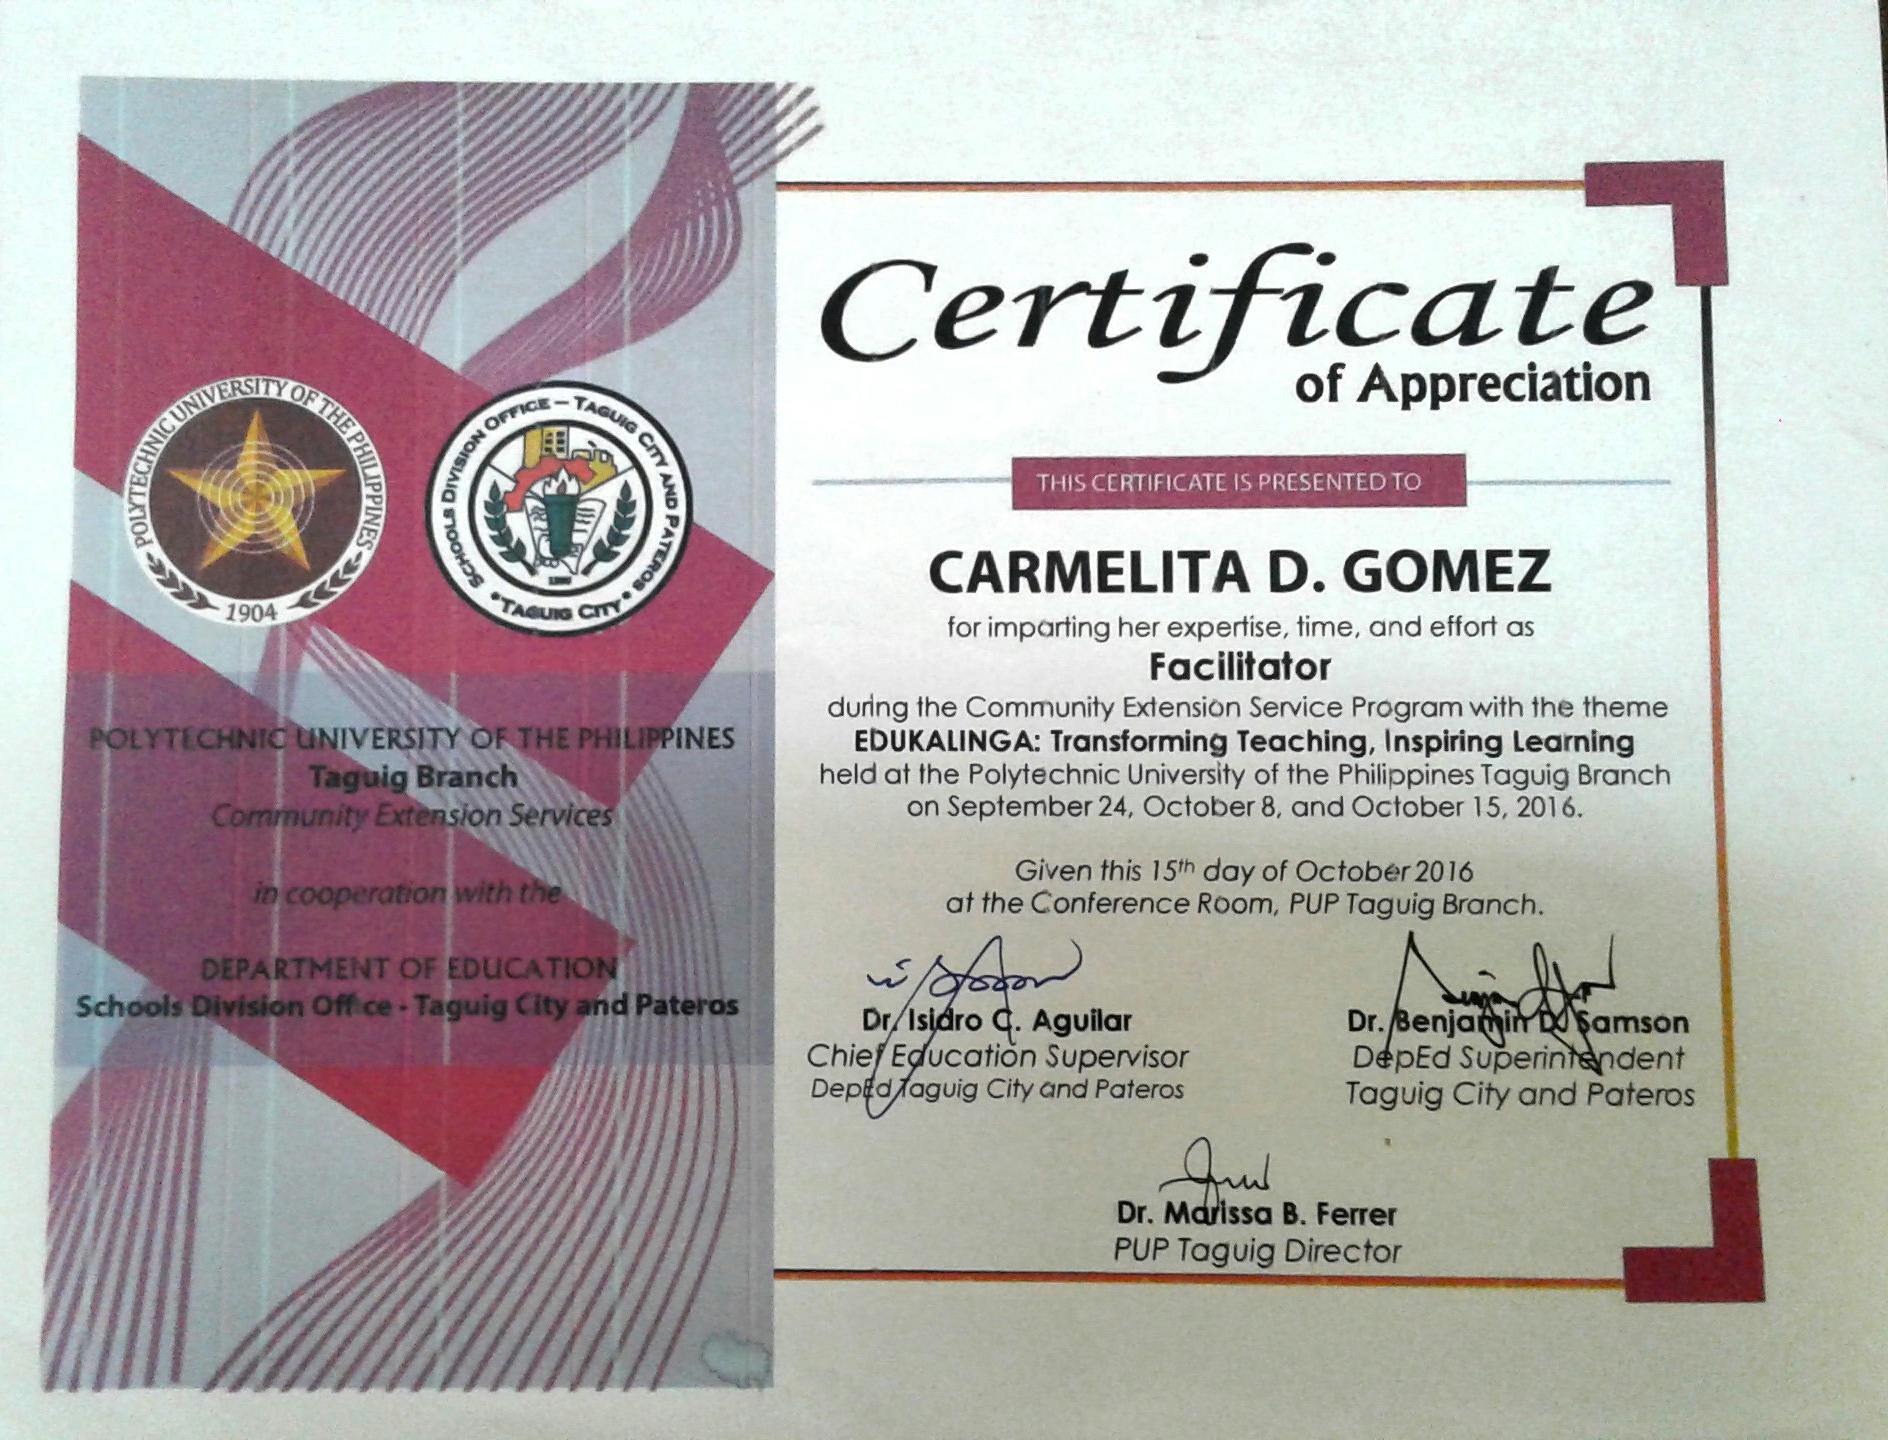 POLYTECHNIC UNIVERSITY OF THE PHILIPPINES
1904
SCHOOLS DIVISION OFFICE – TAGUIG CITY AND PATEROS
• TAGUIG CITY •
POLYTECHNIC UNIVERSITY OF THE PHILIPPINES
Taguig Branch
Community Extension Services
in cooperation with the
DEPARTMENT OF EDUCATION
Schools Division Office - Taguig City and Pateros
Certificate
of Appreciation
THIS CERTIFICATE IS PRESENTED TO
CARMELITA D. GOMEZ
for imparting her expertise, time, and effort as
Facilitator
during the Community Extension Service Program with the theme
EDUKALINGA: Transforming Teaching, Inspiring Learning
held at the Polytechnic University of the Philippines Taguig Branch
on September 24, October 8, and October 15, 2016.
Given this 15th day of October 2016
at the Conference Room, PUP Taguig Branch.
Dr. Isidro C. Aguilar
Chief Education Supervisor
DepEd Taguig City and Pateros
Dr. Benjamin D. Samson
DepEd Superintendent
Taguig City and Pateros
Dr. Marissa B. Ferrer
PUP Taguig Director